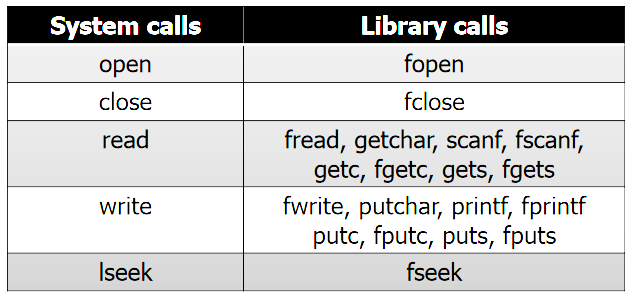 System calls Library calls
open fopen
close fclose
read fread, getchar, scanf, fscanf,
getc, fgetc, gets, fgets
write fwrite, putchar, printf, fprintf
putc, fputc, puts, fputs
lseek fseek